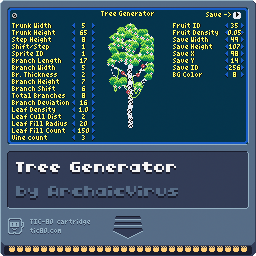 Tree Generator
Save ->
Trunk Width 5
Trunk Height 65
Step Height 8
Shift/Step 1
Sprite ID 1
Branch Length 17
Branch Width 5
Br. Thickness 2
Branch Height 3
Branch Shift 6
Total Branches 8
Branch Deviation 16
Leaf Density 1.0
Leaf Cull Dist 2
Leaf Fill Radius 20
Leaf Fill Count 150
Vine count 3
Fruit ID 35
Fruit Density 0.05
Save Width 49
Save Height 107
Save X 98
Save Y 14
Save ID 256
BG Color 8
Tree Generator
by ArchaicVirus
TIC-80 cartridge
tic80.com